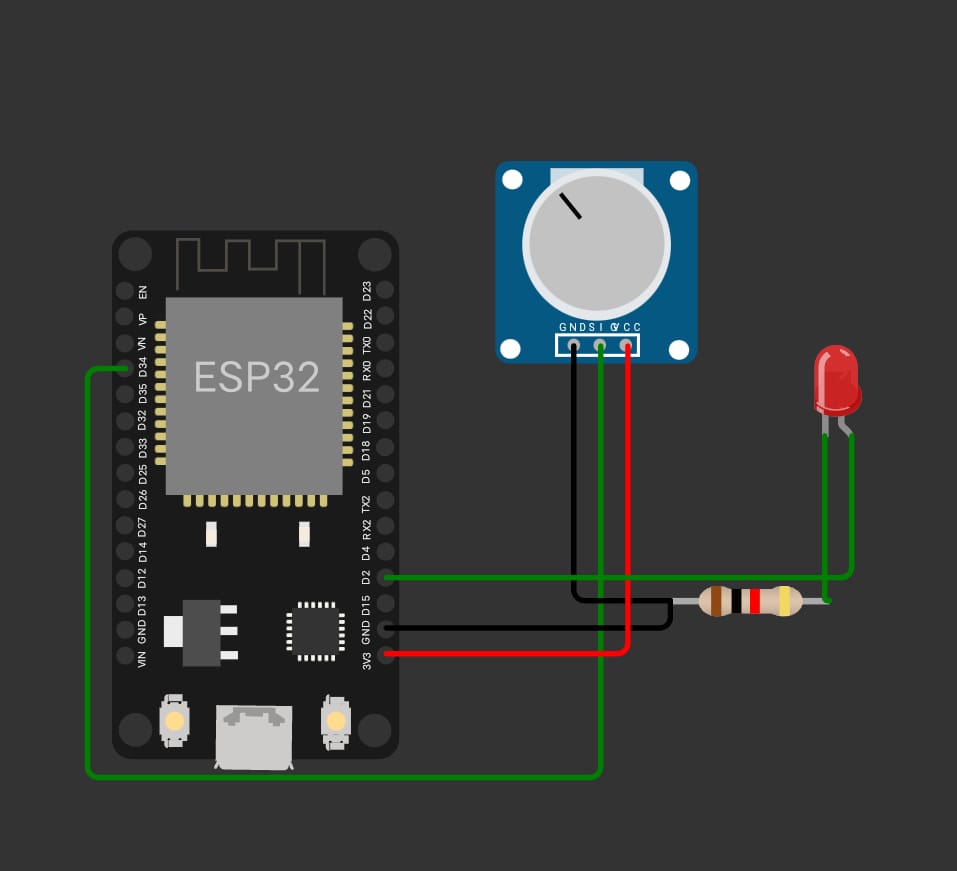 GND SIG VCC
ESP32
EN
VP
VN
D34
D35
D32
D33
D25
D26
D27
D14
D12
D13
GND
VIN
D23
D22
TX0
RX0
D21
D19
D18
D5
TX2
RX2
D4
D2
D15
GND
3V3